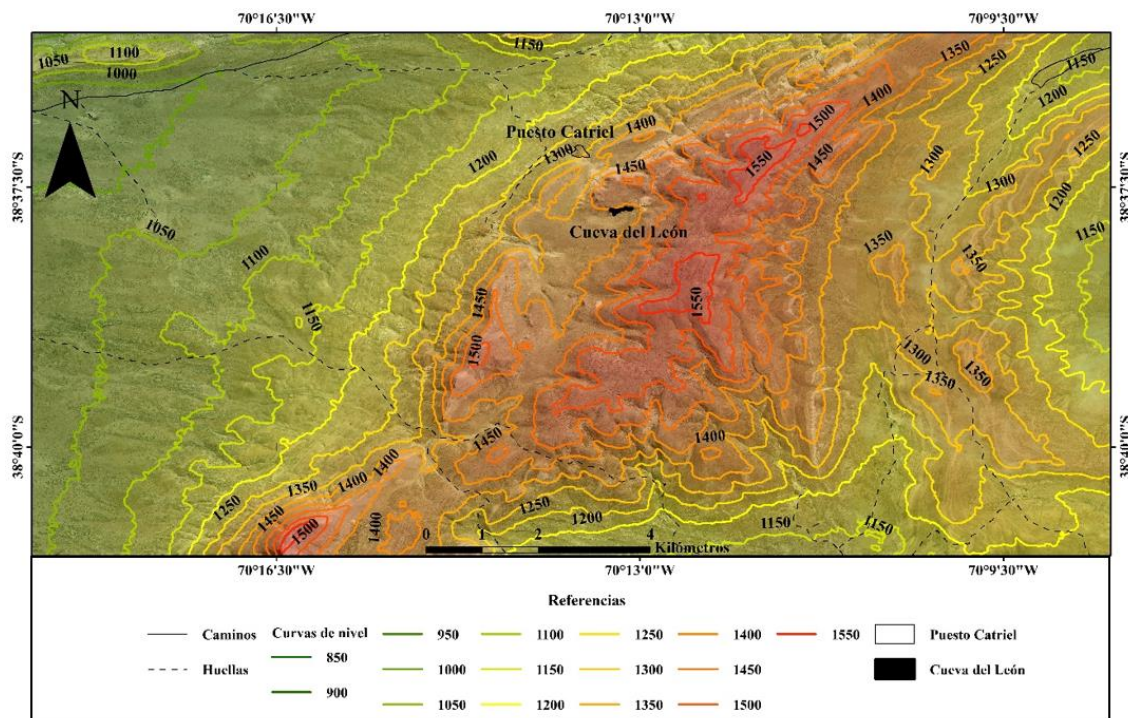 70°16'30"W 70°13'0"W 70°9'30"W
1050 1100 1150 1350
1000 1250 1150
N 1400 1200
1500
Puesto Catriel 1400 1250
1300 1450 1550 1450 1300
1200 1450 1300
38°37'30"S 38°37'30"S
1200
Cueva del León
1050 1350 1150
1100 1350
1450 1550
1150
1500 1300
1350 1350
1450 1400
38°40'0"S 38°40'0"S
1400
1350 1400
1250 1250
1450 1200 1150 1150
1500 1400
0 1 2 4
Kilómetros
70°16'30"W 70°13'0"W 70°9'30"W
Referencias
Caminos
Huellas
Curvas de nivel
850
900
950
1000
1050
1100
1150
1200
1250
1300
1350
1400
1450
1500
1550
Puesto Catriel
Cueva del León